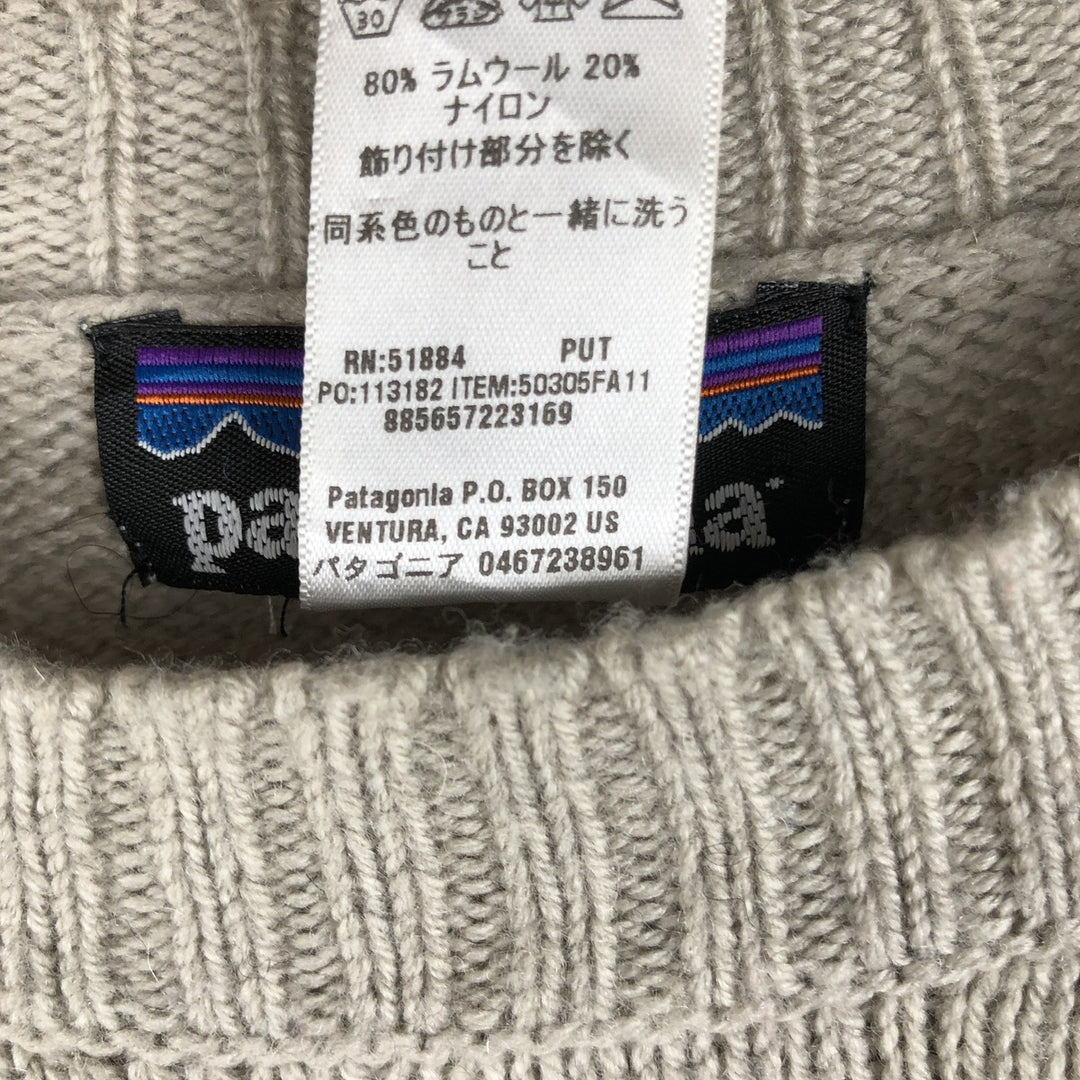 30
80% ラムウール 20%
ナイロン
飾り付け部分を除く
同系色のものと一緒に洗う
こと
RN:51884 PUT
PO:113182 ITEM:50305FA11
885657223169
Patagonia P.O. BOX 150
VENTURA, CA 93002 US
パタゴニア 0467238961
pa a